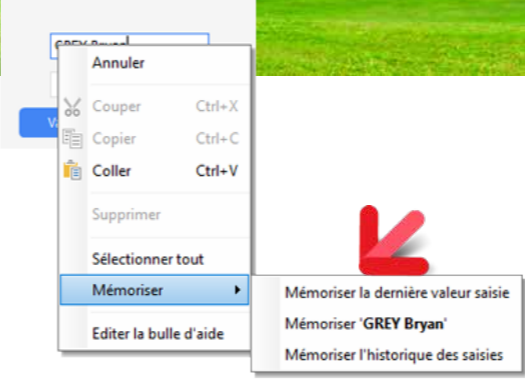 GREY Bryan
Annuler
Couper Ctrl+X
Copier Ctrl+C
Coller Ctrl+V
Supprimer
Sélectionner tout
Mémoriser
Editer la bulle d'aide
Mémoriser la dernière valeur saisie
Mémoriser 'GREY Bryan'
Mémoriser l'historique des saisies